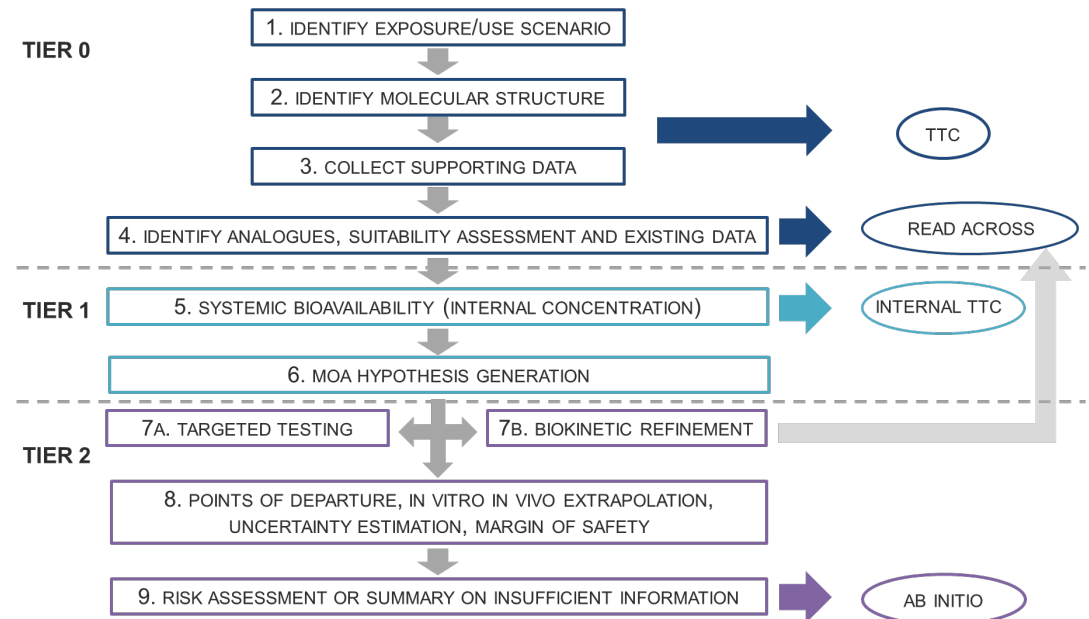 TIER 0
1. IDENTIFY EXPOSURE/USE SCENARIO
2. IDENTIFY MOLECULAR STRUCTURE
TTC
3. COLLECT SUPPORTING DATA
4. IDENTIFY ANALOGUES, SUITABILITY ASSESSMENT AND EXISTING DATA
READ ACROSS
TIER 1
5. SYSTEMIC BIOAVAILABILITY (INTERNAL CONCENTRATION)
INTERNAL TTC
6. MOA HYPOTHESIS GENERATION
TIER 2
7A. TARGETED TESTING
7B. BIOKINETIC REFINEMENT
8. POINTS OF DEPARTURE, IN VITRO IN VIVO EXTRAPOLATION,
UNCERTAINTY ESTIMATION, MARGIN OF SAFETY
9. RISK ASSESSMENT OR SUMMARY ON INSUFFICIENT INFORMATION
AB INITIO